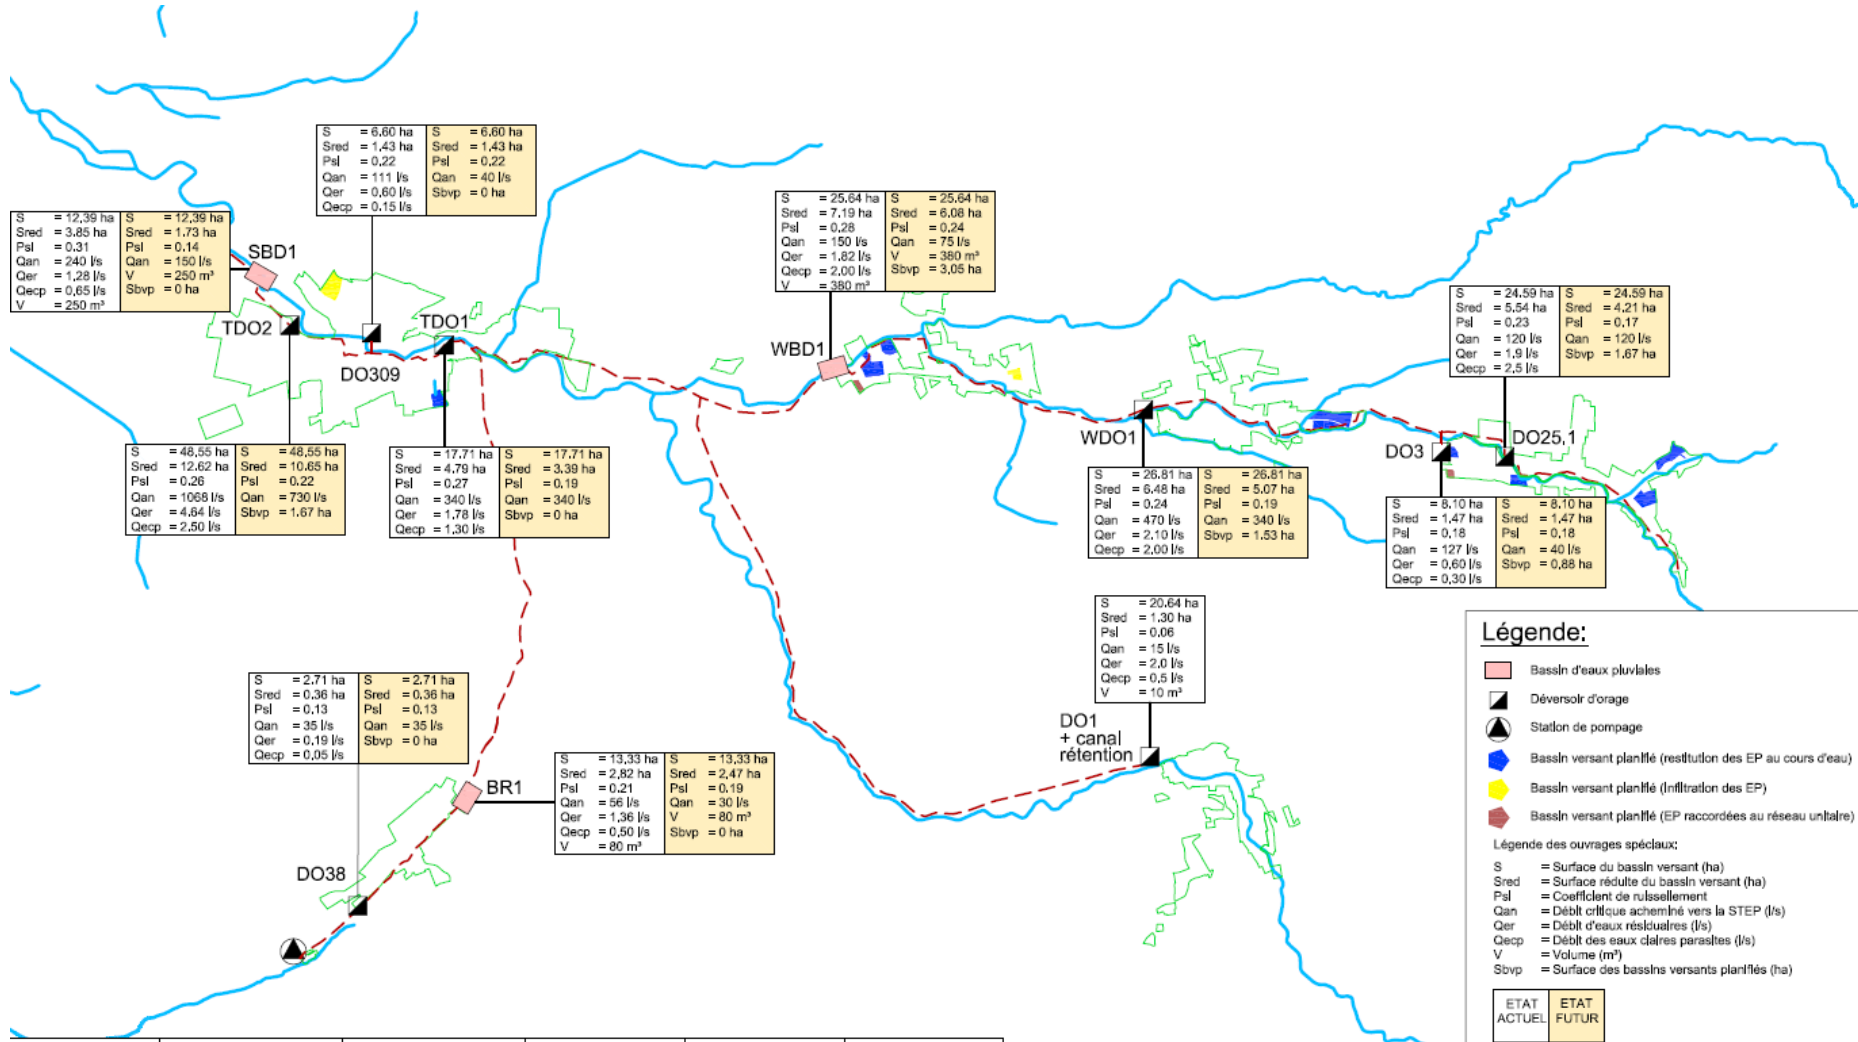 S = 6,60 ha
Sred = 1,43 ha
Psl = 0,22
Qan = 111 l/s
Qer = 0,60 l/s
Qecp = 0.15 l/s
S = 6.60 ha
Sred = 1,43 ha
Psl = 0,22
Qan = 40 l/s
Sbvp = 0 ha
S = 12,39 ha
Sred = 3.85 ha
Psl = 0.31
Qan = 240 l/s
Qer = 1,28 l/s
Qecp = 0,65 l/s
V = 250 m³
S = 12,39 ha
Sred = 1.73 ha
Psl = 0.14
Qan = 150 l/s
V = 250 m³
Sbvp = 0 ha
SBD1
TDO2
DO309
TDO1
S = 25.64 ha
Sred = 7.19 ha
Psl = 0,28
Qan = 150 l/s
Qer = 1.82 l/s
Qecp = 2,00 l/s
V = 380 m³
S = 25.64 ha
Sred = 6.08 ha
Psl = 0.24
Qan = 75 l/s
V = 380 m³
Sbvp = 3,05 ha
WBD1
S = 24.59 ha
Sred = 5,54 ha
Psl = 0,23
Qan = 120 l/s
Qer = 1.9 l/s
Qecp = 2,5 l/s
S = 24.59 ha
Sred = 4.21 ha
Psl = 0.17
Qan = 120 l/s
Sbvp = 1.67 ha
WDO1
DO3
DO25,1
S = 48,55 ha
Sred = 12.62 ha
Psl = 0.26
Qan = 1068 l/s
Qer = 4,64 l/s
Qecp = 2,50 l/s
S = 48,55 ha
Sred = 10.65 ha
Psl = 0.22
Qan = 730 l/s
Sbvp = 1.67 ha
S = 17.71 ha
Sred = 4.79 ha
Psl = 0.27
Qan = 340 l/s
Qer = 1,78 l/s
Qecp = 1,30 l/s
S = 17.71 ha
Sred = 3.39 ha
Psl = 0.19
Qan = 340 l/s
Sbvp = 0 ha
S = 26.81 ha
Sred = 6,48 ha
Psl = 0.24
Qan = 470 l/s
Qer = 2,10 l/s
Qecp = 2,00 l/s
S = 26.81 ha
Sred = 5,07 ha
Psl = 0.19
Qan = 340 l/s
Sbvp = 1.53 ha
S = 8.10 ha
Sred = 1,47 ha
Psl = 0,18
Qan = 127 l/s
Qer = 0,60 l/s
Qecp = 0,30 l/s
S = 8.10 ha
Sred = 1,47 ha
Psl = 0,18
Qan = 40 l/s
Sbvp = 0,88 ha
S = 20.64 ha
Sred = 1.30 ha
Psl = 0.06
Qan = 15 l/s
Qer = 2.0 l/s
Qecp = 0,5 l/s
V = 10 m³
DO1
+ canal
rétention
S = 2.71 ha
Sred = 0.36 ha
Psl = 0,13
Qan = 35 l/s
Qer = 0,19 l/s
Qecp = 0,05 l/s
S = 2.71 ha
Sred = 0.36 ha
Psl = 0.13
Qan = 35 l/s
Sbvp = 0 ha
BR1
S = 13,33 ha
Sred = 2,82 ha
Psl = 0.21
Qan = 56 l/s
Qer = 1,36 l/s
Qecp = 0,50 l/s
V = 80 m³
S = 13,33 ha
Sred = 2,47 ha
Psl = 0.19
Qan = 30 l/s
V = 80 m³
Sbvp = 0 ha
DO38
Légende:
Bassin d'eaux pluviales
Déversoir d'orage
Station de pompage
Bassin versant planifié (restitution des EP au cours d'eau)
Bassin versant planifié (Infiltration des EP)
Bassin versant planifié (EP raccordées au réseau unitaire)
Légende des ouvrages spéciaux:
S = Surface du bassin versant (ha)
Sred = Surface réduite du bassin versant (ha)
Psl = Coefficient de ruissellement
Qan = Débit critique acheminé vers la STEP (l/s)
Qer = Débit d'eaux résiduaires (l/s)
Qecp = Débit des eaux claires parasites (l/s)
V = Volume (m³)
Sbvp = Surface des bassins versants planifiés (ha)
ETAT ACTUEL
ETAT FUTUR